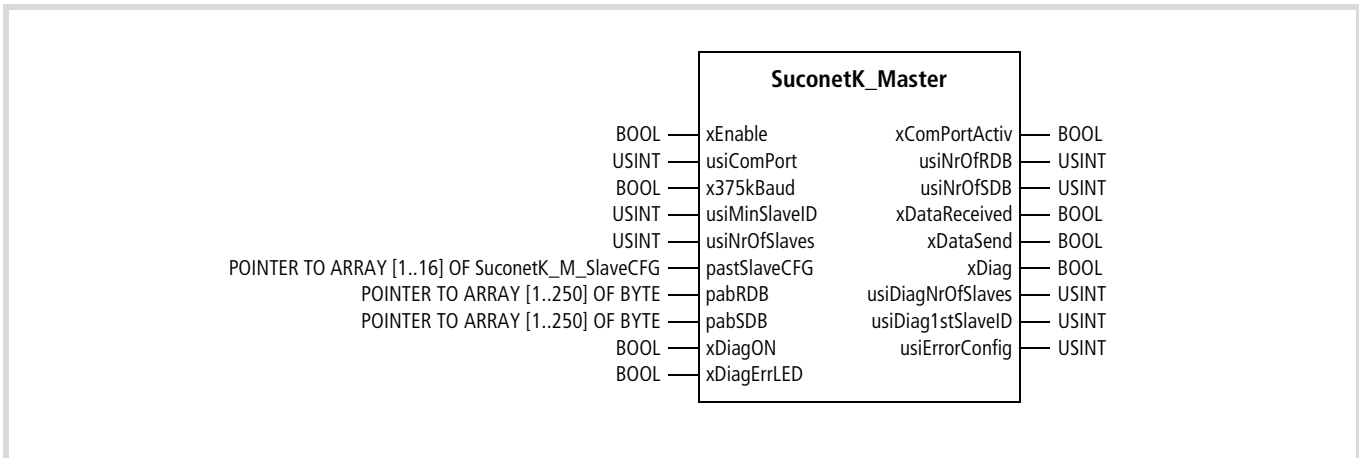 SuconetK_Master
BOOL xEnable xComPortActiv BOOL
USINT usiComPort usiNrOfRDB USINT
BOOL x375kBaud usiNrOfSDB USINT
USINT usiMinSlaveID xDataReceived BOOL
USINT usiNrOfSlaves xDataSend BOOL
POINTER TO ARRAY [1..16] OF SuconetK_M_SlaveCFG pastSlaveCFG xDiag BOOL
POINTER TO ARRAY [1..250] OF BYTE pabRDB usiDiagNrOfSlaves USINT
POINTER TO ARRAY [1..250] OF BYTE pabSDB usiDiag1stSlaveID USINT
BOOL xDiagON usiErrorConfig USINT
BOOL xDiagErrLED